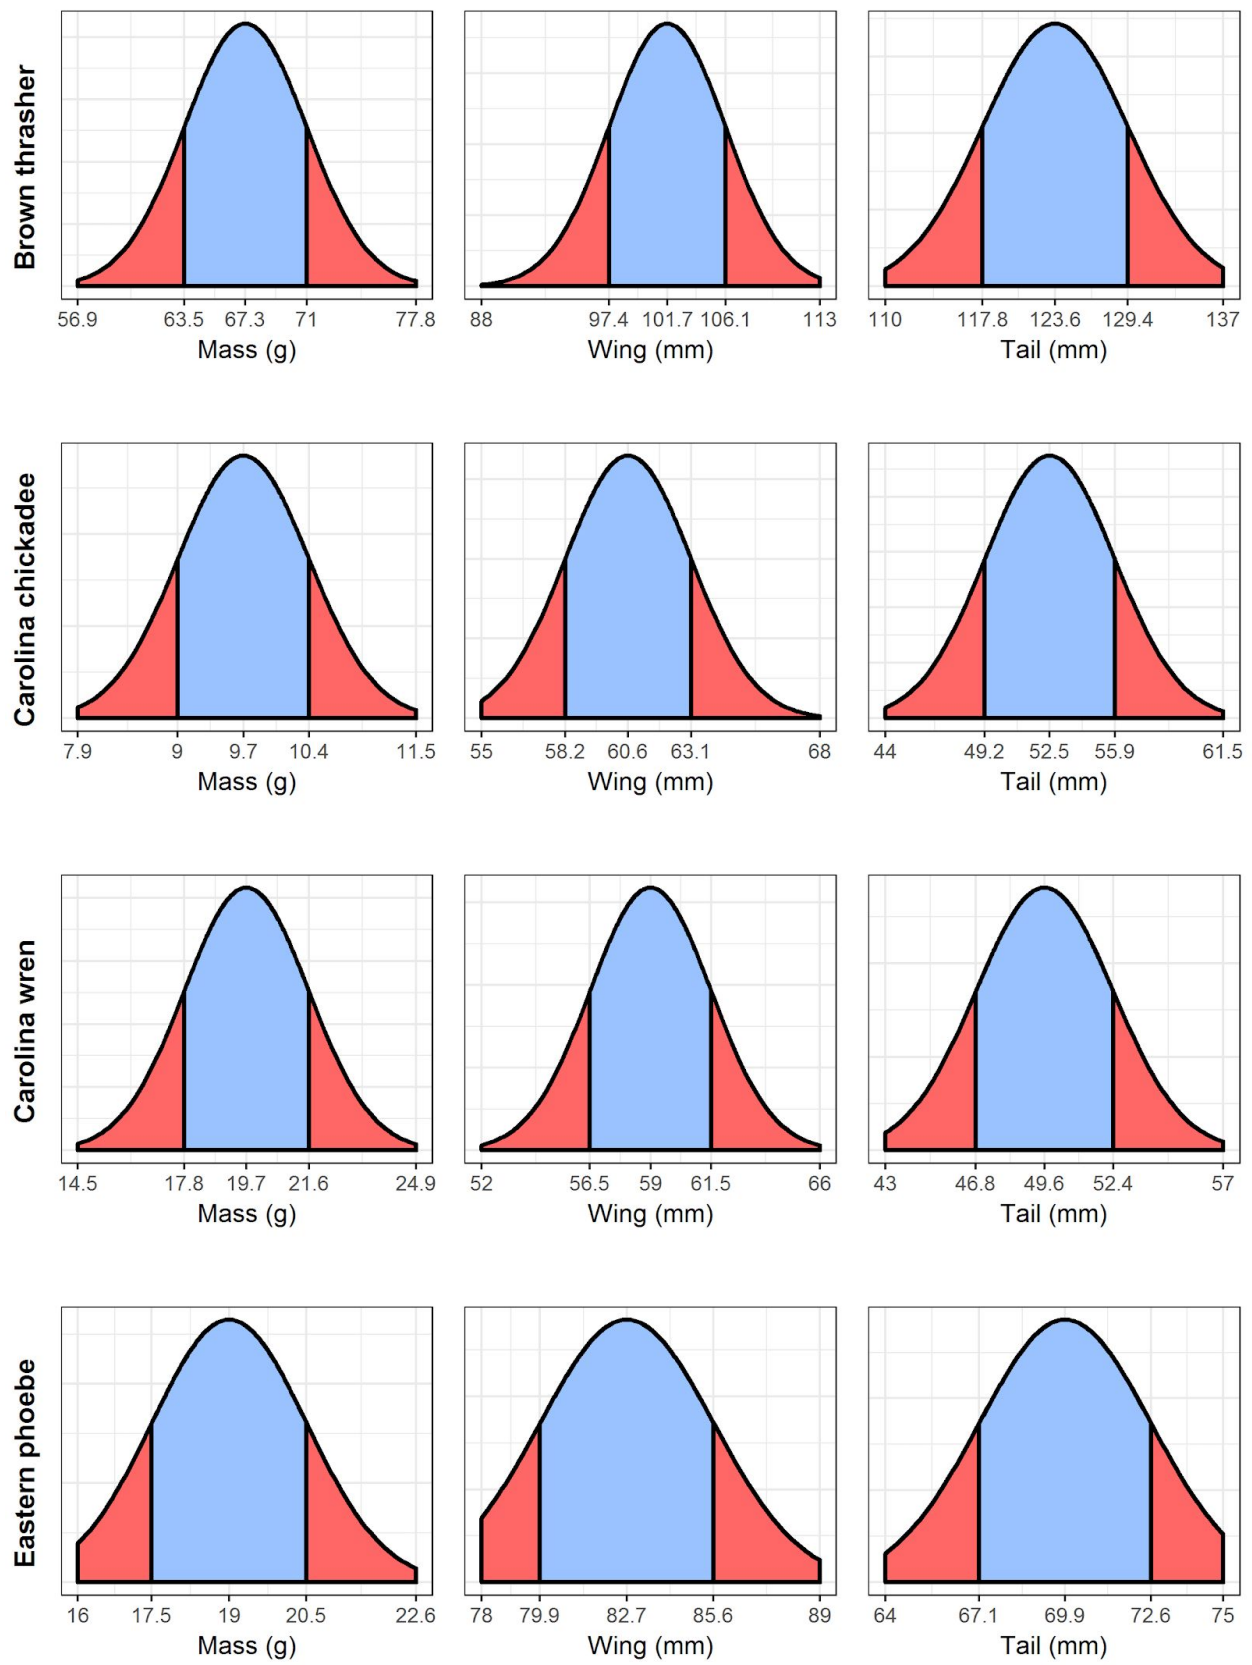 Brown thrasher
56.9 63.5 67.3 71 77.8
Mass (g)
88 97.4 101.7 106.1 113
Wing (mm)
110 117.8 123.6 129.4 137
Tail (mm)
Carolina chickadee
7.9 9 9.7 10.4 11.5
Mass (g)
55 58.2 60.6 63.1 68
Wing (mm)
44 49.2 52.5 55.9 61.5
Tail (mm)
Carolina wren
14.5 17.8 19.7 21.6 24.9
Mass (g)
52 56.5 59 61.5 66
Wing (mm)
43 46.8 49.6 52.4 57
Tail (mm)
Eastern phoebe
16 17.5 19 20.5 22.6
Mass (g)
78 79.9 82.7 85.6 89
Wing (mm)
64 67.1 69.9 72.6 75
Tail (mm)